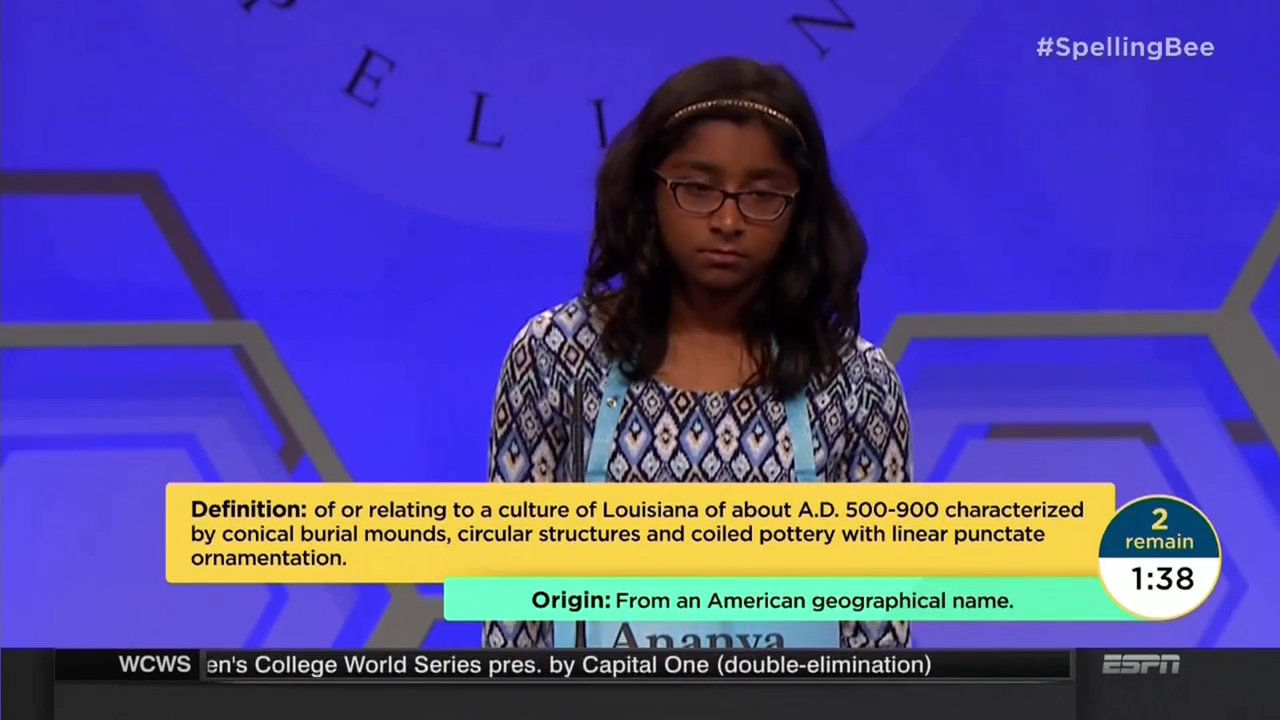 #SpellingBee
PELLIN
Definition: of or relating to a culture of Louisiana of about A.D. 500-900 characterized
by conical burial mounds, circular structures and coiled pottery with linear punctate
ornamentation.
2
remain
1:38
Origin: From an American geographical name.
Ananya
WCWS en's College World Series pres. by Capital One (double-elimination)
ESPN